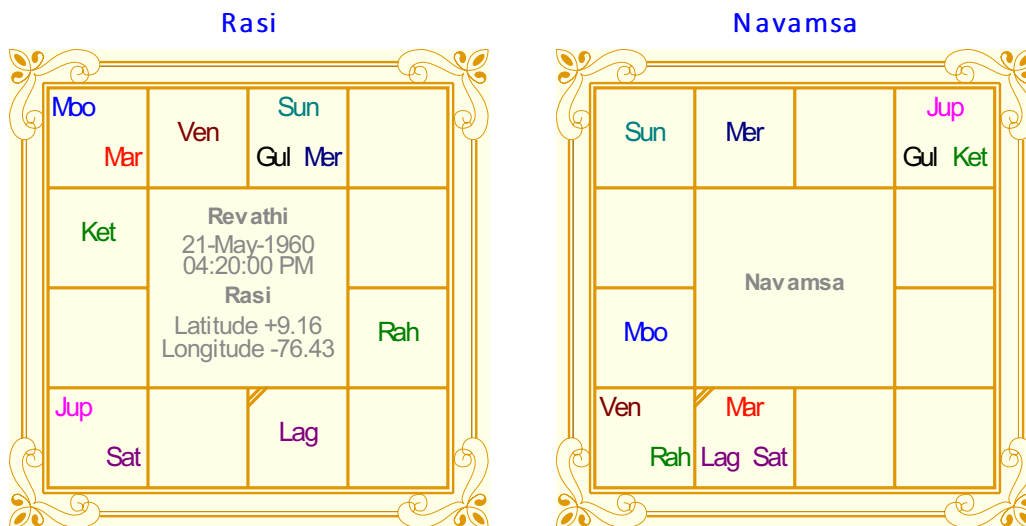 Rasi
Navamsa
Moo
Mar
Ven
Sun
Gul Mer
Ket
Rah
Jup
Sat
Lag
Revathi
21-May-1960
04:20:00 PM
Rasi
Latitude +9.16
Longitude -76.43
Sun
Mer
Jup
Gul Ket
Navamsa
Moo
Ven
Rah
Mar
Lag Sat